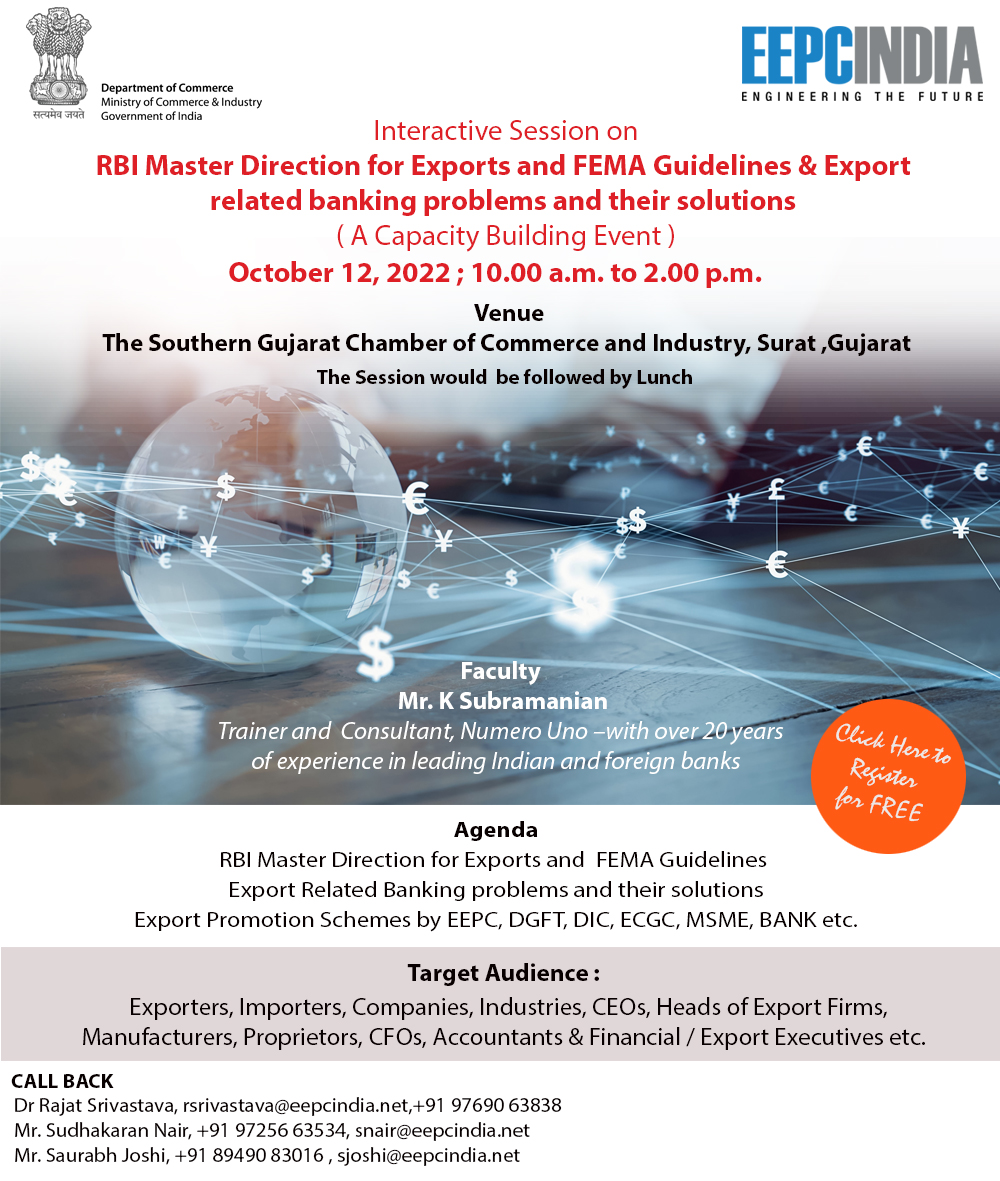 सत्यमेव जयते
Department of Commerce
Ministry of Commerce & Industry
Government of India
EEPCINDIA
ENGINEERING THE FUTURE
Interactive Session on
RBI Master Direction for Exports and FEMA Guidelines & Export
related banking problems and their solutions
( A Capacity Building Event )
October 12, 2022 ; 10.00 a.m. to 2.00 p.m.
Venue
The Southern Gujarat Chamber of Commerce and Industry, Surat ,Gujarat
The Session would be followed by Lunch
Faculty
Mr. K Subramanian
Trainer and Consultant, Numero Uno –with over 20 years
of experience in leading Indian and foreign banks
Click Here to
Register
for FREE
Agenda
RBI Master Direction for Exports and FEMA Guidelines
Export Related Banking problems and their solutions
Export Promotion Schemes by EEPC, DGFT, DIC, ECGC, MSME, BANK etc.
Target Audience :
Exporters, Importers, Companies, Industries, CEOs, Heads of Export Firms,
Manufacturers, Proprietors, CFOs, Accountants & Financial / Export Executives etc.
CALL BACK
Dr Rajat Srivastava, rsrivastava@eepcindia.net,+91 97690 63838
Mr. Sudhakaran Nair, +91 97256 63534, snair@eepcindia.net
Mr. Saurabh Joshi, +91 89490 83016 , sjoshi@eepcindia.net